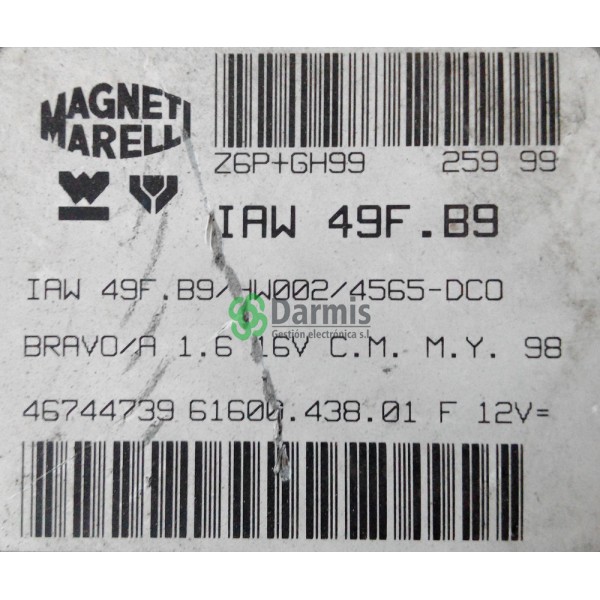 MAGNETI
MARELLI
Z6P+GH99 259 99
IAW 49F.B9
IAW 49F.B9/HW002/4565-DCO
Darmis
Gestión electrónica s.l.
BRAVO/A 1.6 16V C.M. M.Y. 98
46744739 61600.438.01 F 12V=